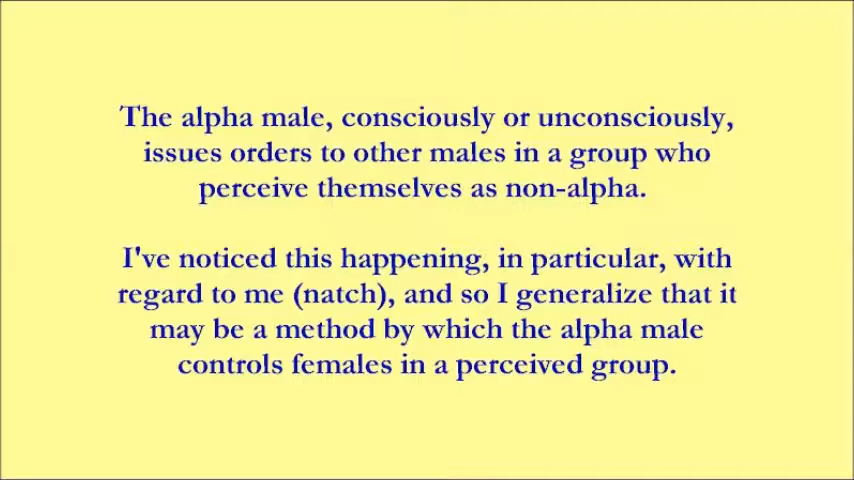 The alpha male, consciously or unconsciously,
issues orders to other males in a group who
perceive themselves as non-alpha.
I've noticed this happening, in particular, with
regard to me (natch), and so I generalize that it
may be a method by which the alpha male
controls females in a perceived group.